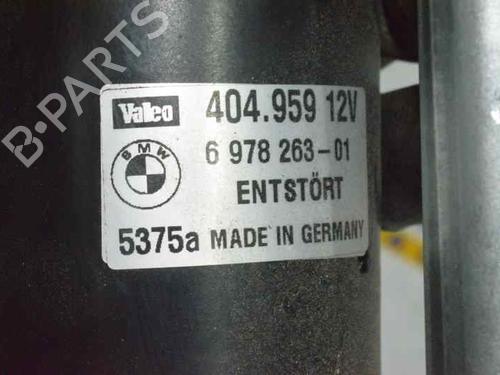 B-PARTS
Valeo 404.959 12V
BMW 6 978 263-01
ENTSTÖRT
5375a MADE IN GERMANY